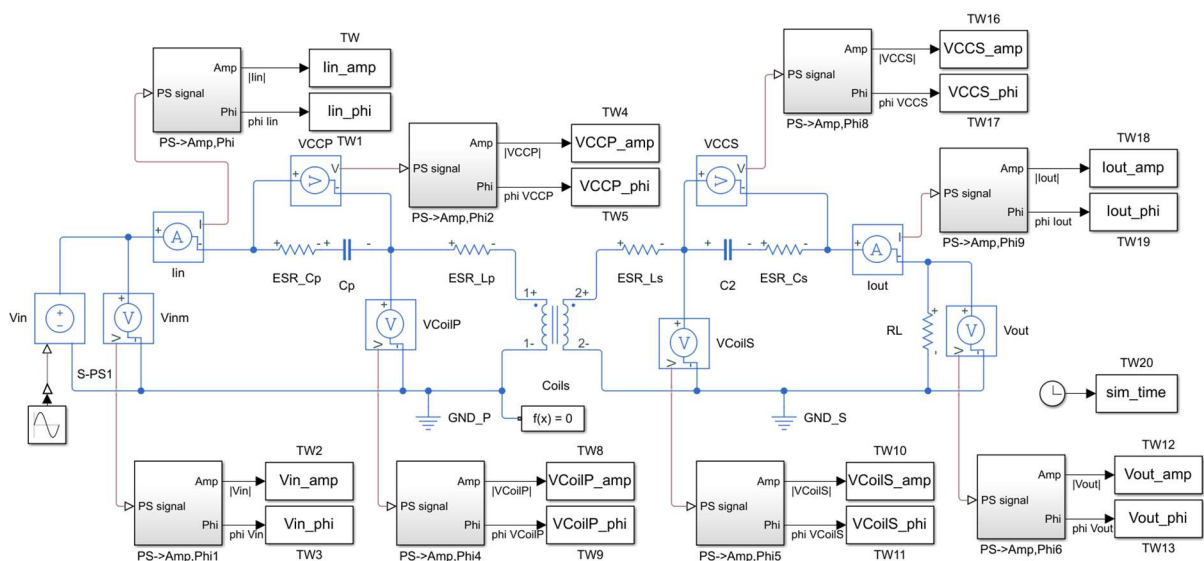 TW
Amp
|Iin|
Iin_amp
PS signal
Phi
phi Iin
Iin_phi
PS->Amp,Phi
TW1
TW16
Amp
|VCCS|
VCCS_amp
PS signal
Phi
phi VCCS
VCCS_phi
PS->Amp,Phi8
TW17
TW4
Amp
|VCCP|
VCCP_amp
PS signal
Phi
phi VCCP
VCCP_phi
PS->Amp,Phi2
TW5
TW18
Amp
|Iout|
Iout_amp
PS signal
Phi
phi Iout
Iout_phi
PS->Amp,Phi9
TW19
VCCP
+
V
V
-
VCCS
+
V
V
-
+
A
I
-
Iin
+
-
ESR_Cp
+
-
Cp
+
-
ESR_Lp
1+
2+
1-
2-
Coils
+
-
ESR_Ls
+
-
C2
+
-
ESR_Cs
+
A
I
-
Iout
Vin
+
-
S-PS1
+
V
V
-
Vinm
+
V
V
-
VCoilP
+
V
V
-
VCoilS
RL
+
-
+
V
V
-
Vout
GND_P
f(x) = 0
GND_S
TW20
sim_time
TW2
Amp
|Vin|
Vin_amp
PS signal
Phi
phi Vin
Vin_phi
PS->Amp,Phi1
TW3
TW8
Amp
|VCoilP|
VCoilP_amp
PS signal
Phi
phi VCoilP
VCoilP_phi
PS->Amp,Phi4
TW9
TW10
Amp
|VCoilS|
VCoilS_amp
PS signal
Phi
phi VCoilS
VCoilS_phi
PS->Amp,Phi5
TW11
TW12
Amp
|Vout|
Vout_amp
PS signal
Phi
phi Vout
Vout_phi
PS->Amp,Phi6
TW13